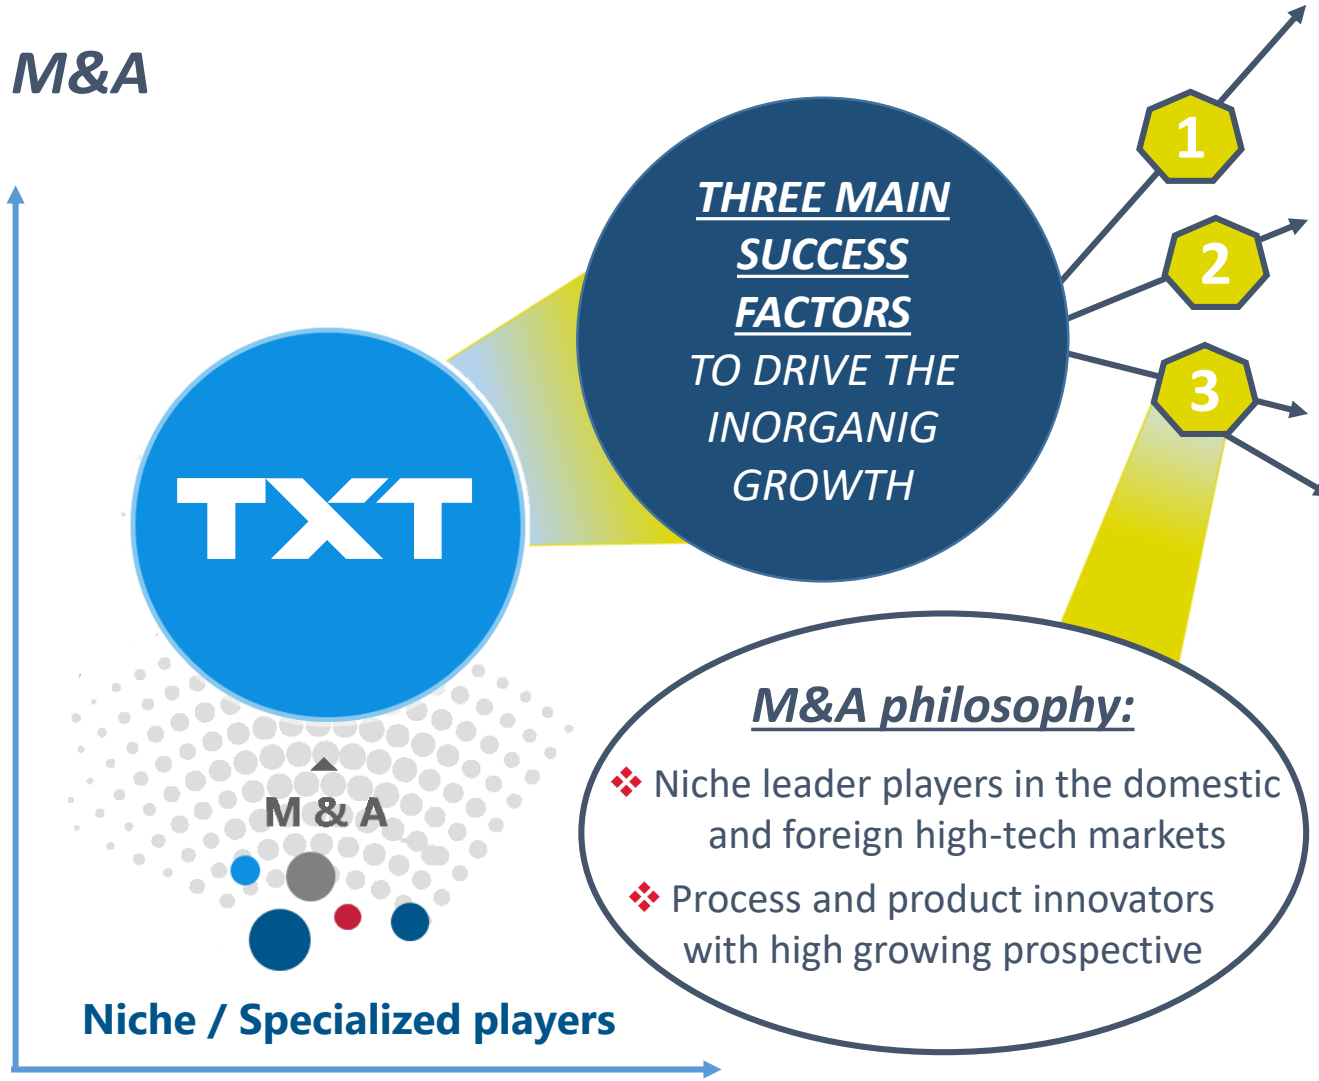 M&A
THREE MAIN
SUCCESS
FACTORS
TO DRIVE THE
INORGANIG
GROWTH
1
2
3
TXT
M & A
Niche / Specialized players
M&A philosophy:
❖ Niche leader players in the domestic
and foreign high-tech markets
❖ Process and product innovators
with high growing prospective